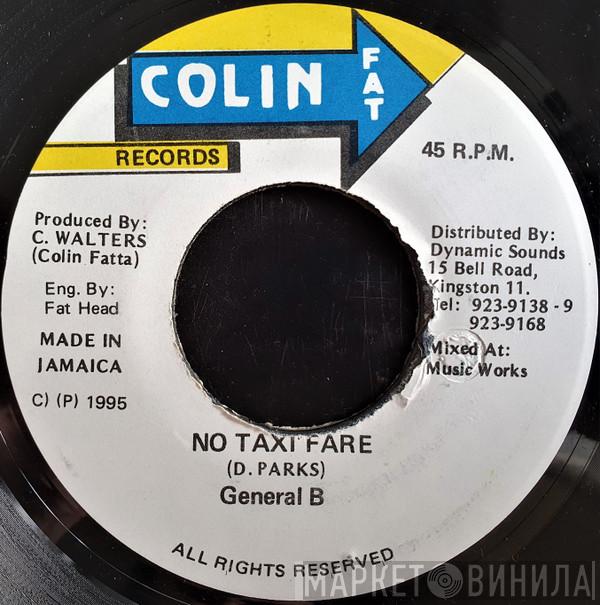 COLIN
FAT
RECORDS
45 R.P.M.
Produced By:
C. WALTERS
(Colin Fatta)
Eng. By:
Fat Head
MADE IN
JAMAICA
C) (P) 1995
Distributed By:
Dynamic Sounds
15 Bell Road,
Kingston 11.
Tel: 923-9138 - 9
923-9168
Mixed At:
Music Works
NO TAXI FARE
(D. PARKS)
General B
ALL RIGHTS RESERVED
МАРКЕТ ВИНИЛА